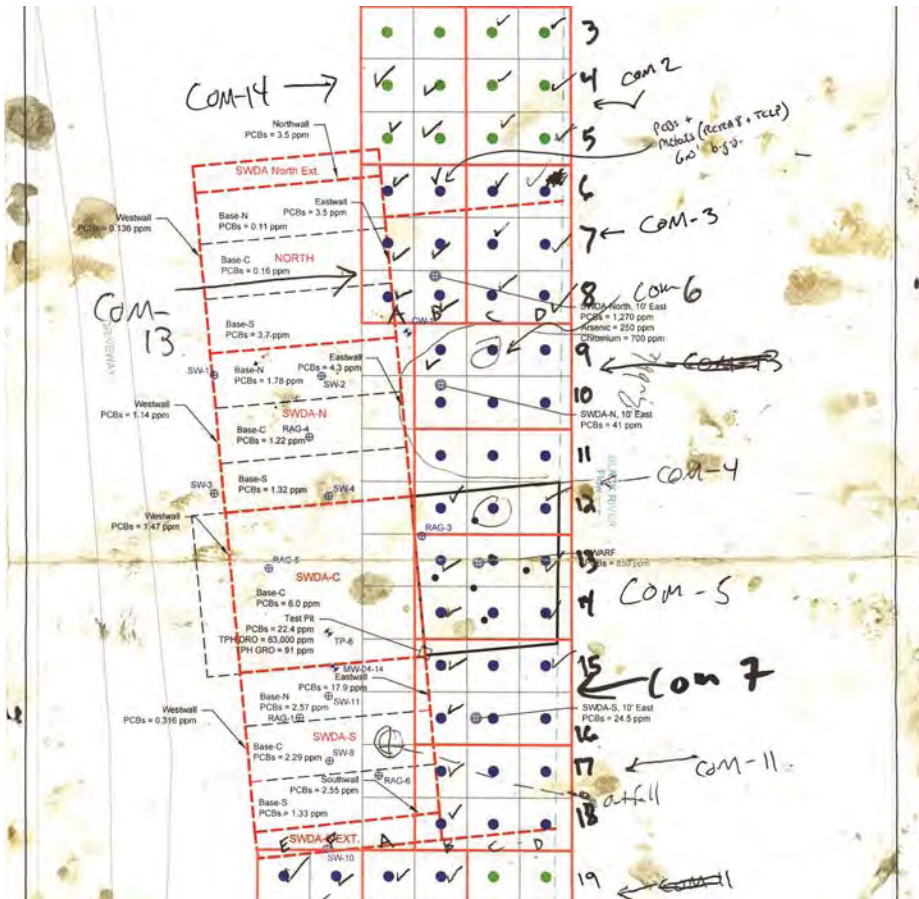 3
4
COM-14
COM 2
Northwall
PCBs = 3.5 ppm
5
PCBs +
Metals (RCRA8 + TCLP)
SWDA North Ext.
6
Eastwall
PCBs = 3.5 ppm
Westwall
PCBs = 0.136 ppm
Base-N
PCBs = 0.11 ppm
7
COM-3
Base-C
PCBs = 0.16 ppm
NORTH
8
COM-13
A B C D
COM 6
SWDA-North, 10' East
PCBs = 1,270 ppm
Arsenic = 250 ppm
Chromium = 700 ppm
Base-S
PCBs = 3.7 ppm
DRIVEWAY
Eastwall
PCBs = 4.3 ppm
9
SW-1
Base-N
PCBs = 1.78 ppm
SW-2
10
Westwall
PCBs = 1.14 ppm
SWDA-N
SWDA-N, 10' East
PCBs = 41 ppm
Base-C
PCBs = 1.22 ppm
RAG-4
11
COM-4
Base-S
PCBs = 1.32 ppm
SW-3
SW-4
12
Westwall
PCBs = 1.47 ppm
RAG-3
13
RAG-5
SWDA-C
Base-C
PCBs = 6.0 ppm
COM-5
Test Pit
PCBs = 22.4 ppm
TPH DRO = 63,000 ppm
TPH GRO = 91 ppm
TP-6
15
MW-04-14
Eastwall
PCBs = 17.9 ppm
COM 7
Base-N
PCBs = 2.57 ppm
SW-11
RAG-1
Westwall
PCBs = 0.316 ppm
SWDA-S, 10' East
PCBs = 24.5 ppm
SWDA-S
16
Base-C
PCBs = 2.29 ppm
SW-8
17
COM-11
Southwall
PCBs = 2.55 ppm
RAG-6
outfall
Base-S
PCBs = 1.33 ppm
18
E F A B C D
SW-10
19